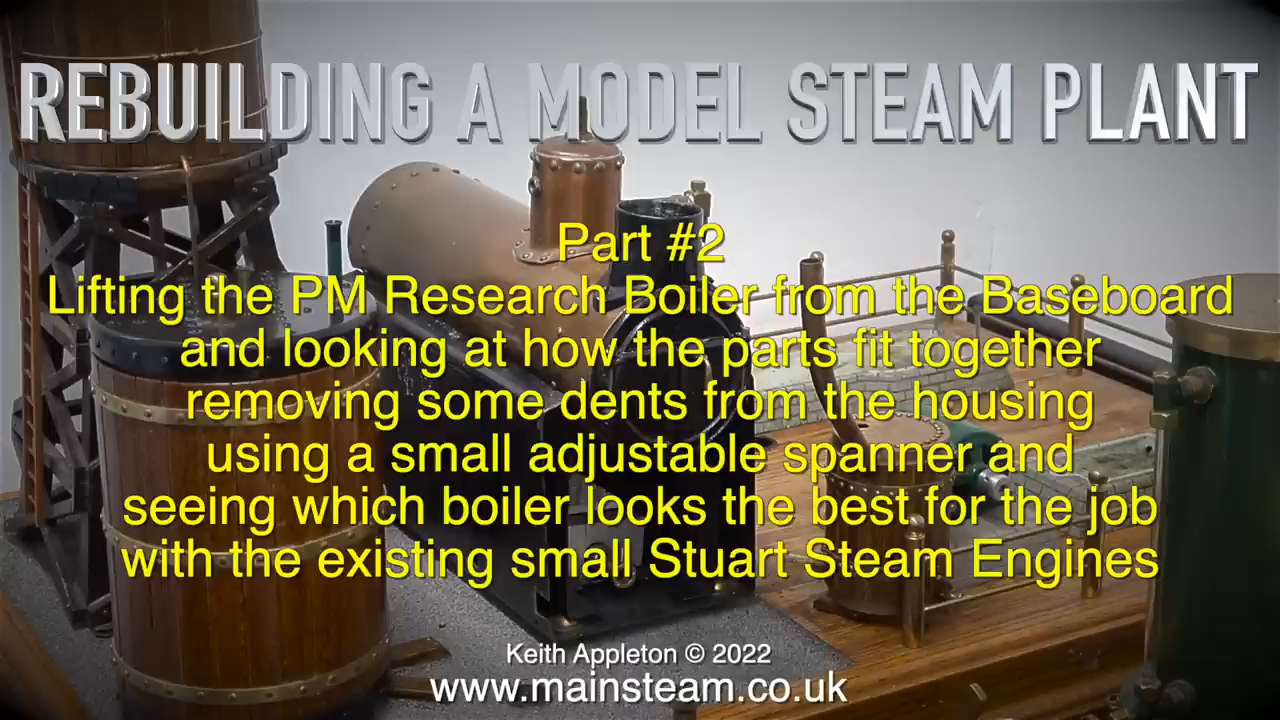 REBUILDING A MODEL STEAM PLANT
Part #2
Lifting the PM Research Boiler from the Baseboard
and looking at how the parts fit together
removing some dents from the housing
using a small adjustable spanner and
seeing which boiler looks the best for the job
with the existing small Stuart Steam Engines
Keith Appleton © 2022
www.mainsteam.co.uk